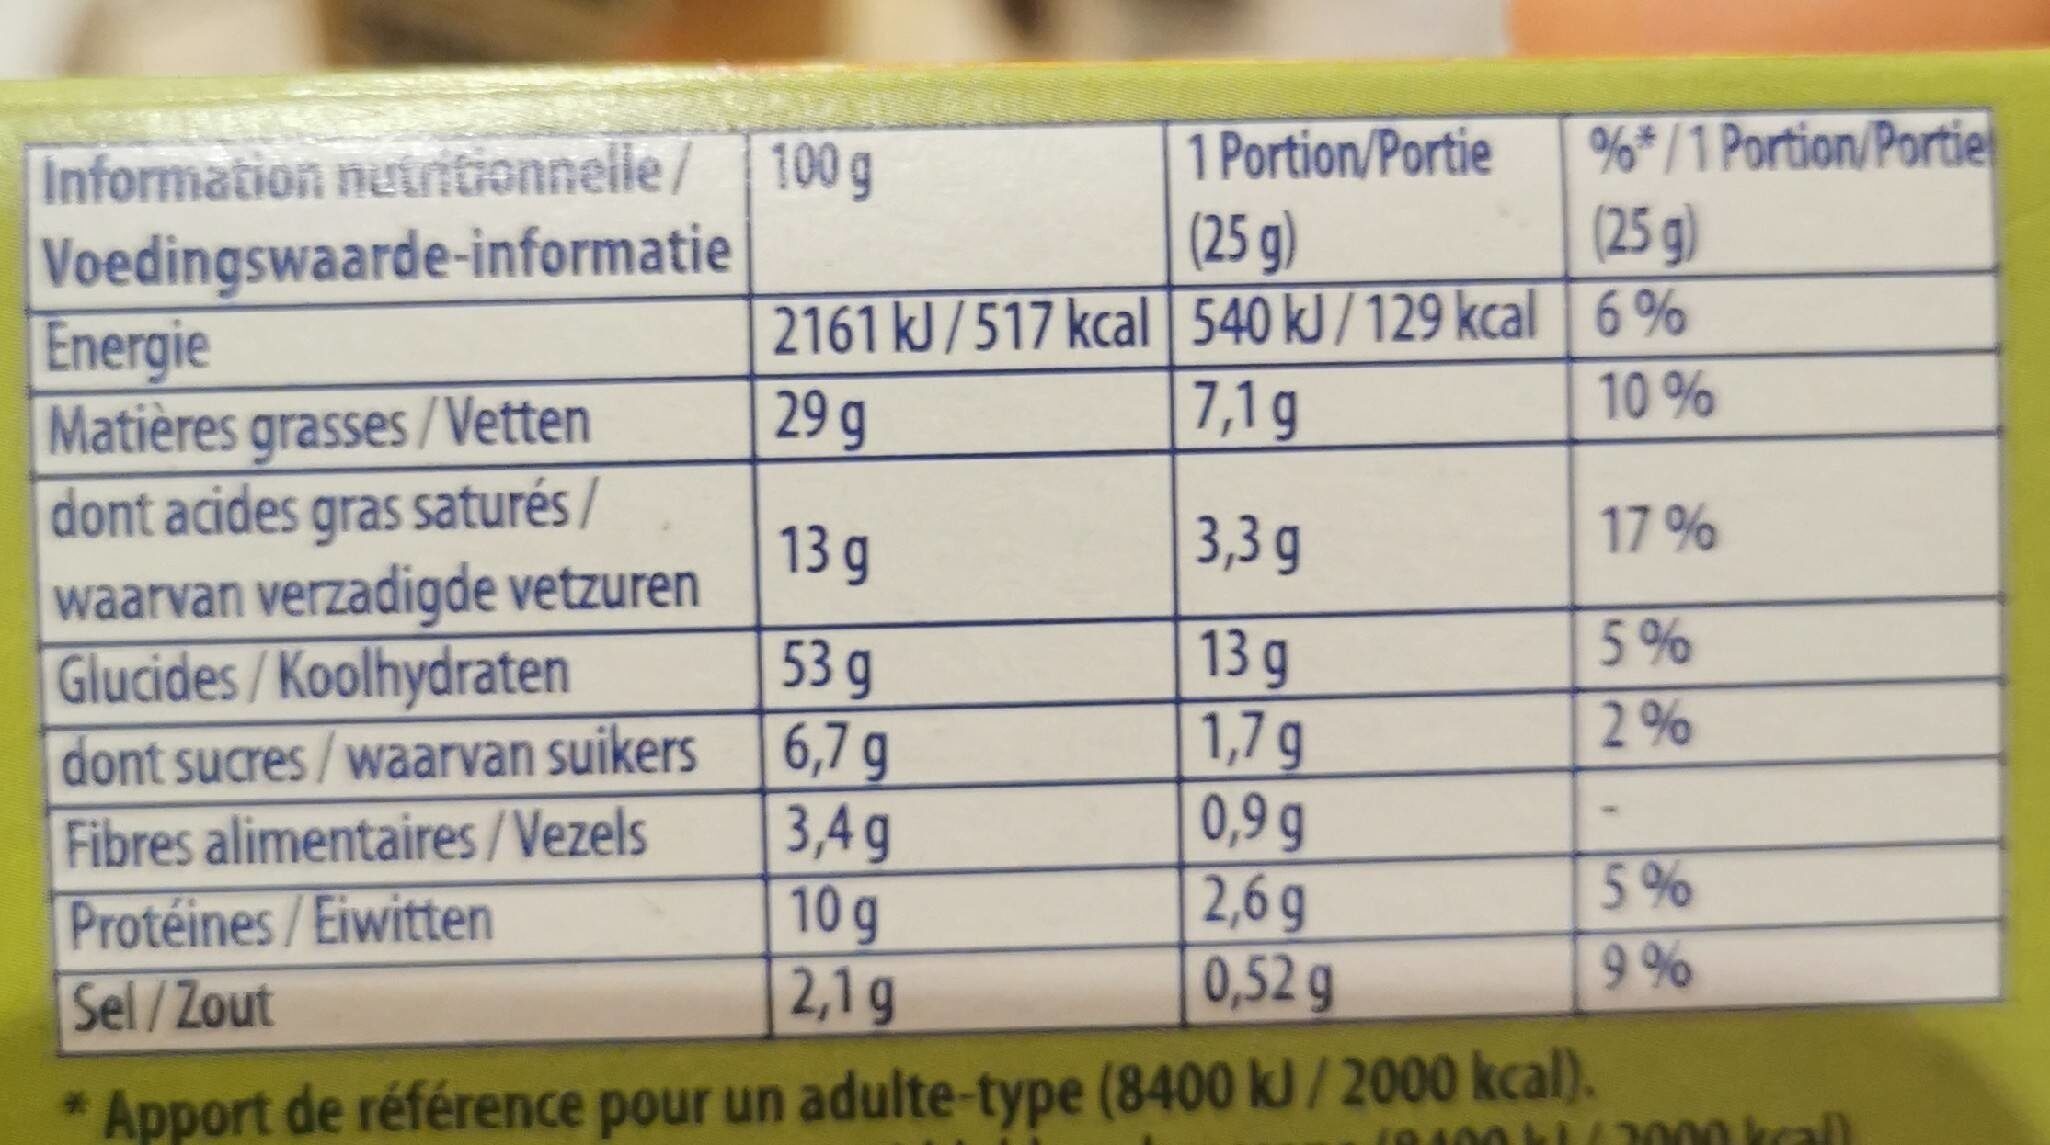 Information nutritionnelle / 100 g 1 Portion/Portie %* / 1 Portion/Portie
Voedingswaarde-informatie (25 g) (25 g)
Energie 2161 kJ / 517 kcal 540 kJ / 129 kcal 6 %
Matières grasses / Vetten 29 g 7,1 g 10 %
dont acides gras saturés /
waarvan verzadigde vetzuren 13 g 3,3 g 17 %
Glucides / Koolhydraten 53 g 13 g 5 %
dont sucres / waarvan suikers 6,7 g 1,7 g 2 %
Fibres alimentaires / Vezels 3,4 g 0,9 g -
Protéines / Eiwitten 10 g 2,6 g 5 %
Sel / Zout 2,1 g 0,52 g 9 %
* Apport de référence pour un adulte-type (8400 kJ / 2000 kcal).
(8400 kJ / 2000 kcal)